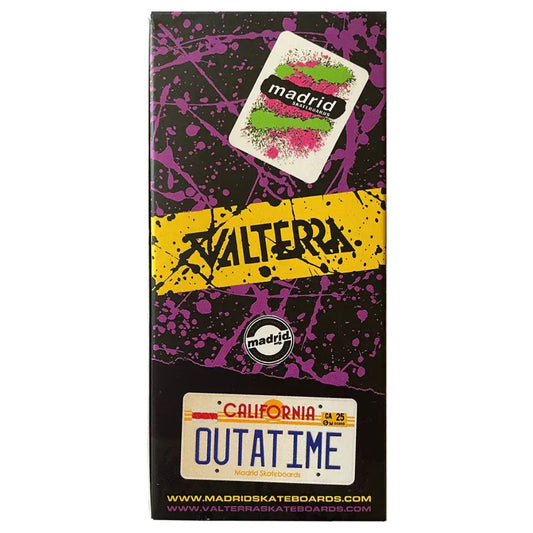 madrid
SKATEBOARDS
VALTERRA
madrid
CALIFORNIA
CA 25
OUTATIME
Madrid Skateboards
WWW.MADRIDSKATEBOARDS.COM
WWW.VALTERRASKATEBOARDS.COM